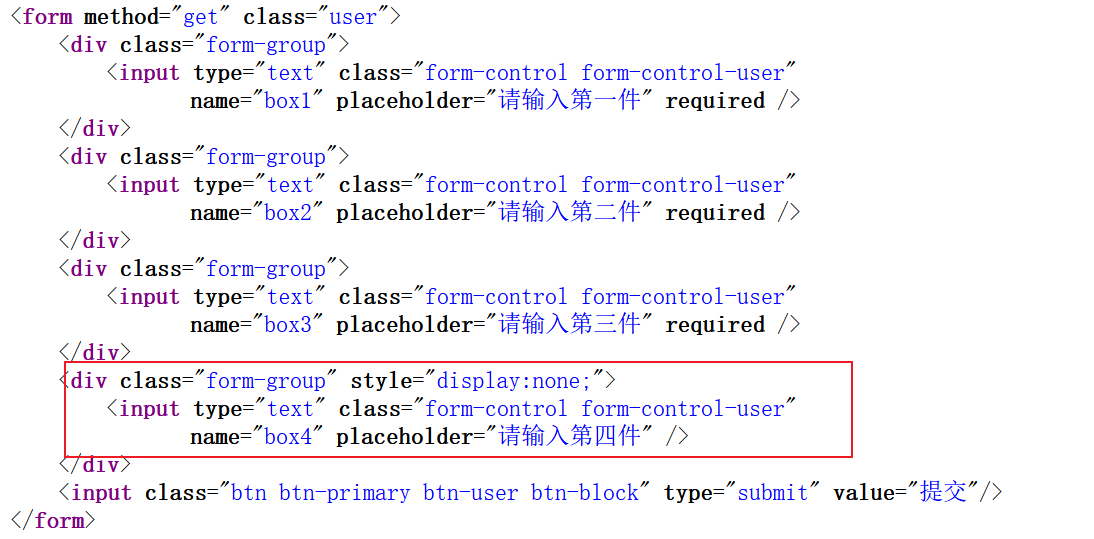 <form method="get" class="user">
<div class="form-group">
<input type="text" class="form-control form-control-user"
name="box1" placeholder="请输入第一件" required />
</div>
<div class="form-group">
<input type="text" class="form-control form-control-user"
name="box2" placeholder="请输入第二件" required />
</div>
<div class="form-group">
<input type="text" class="form-control form-control-user"
name="box3" placeholder="请输入第三件" required />
</div>
<div class="form-group" style="display:none;">
<input type="text" class="form-control form-control-user"
name="box4" placeholder="请输入第四件" />
</div>
<input class="btn btn-primary btn-user btn-block" type="submit" value="提交"/>
</form>